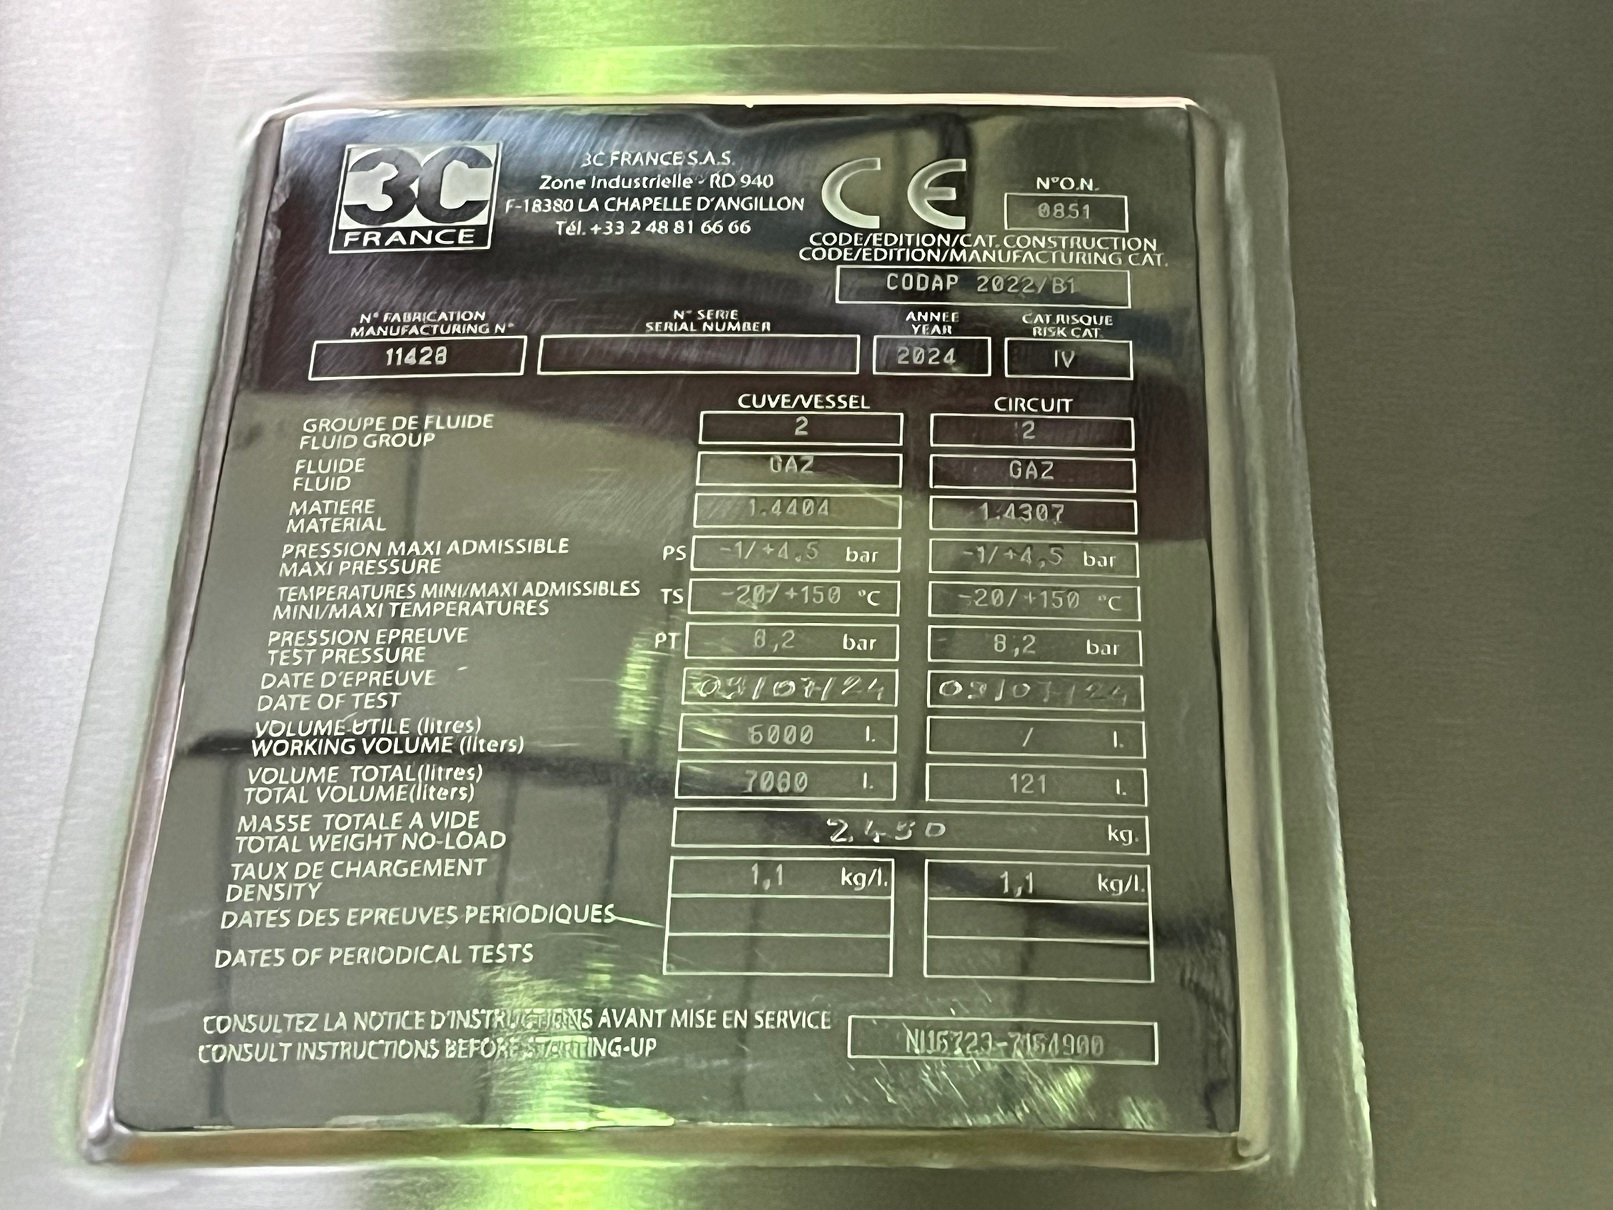 3C
FRANCE
3C FRANCE S.A.S.
Zone Industrielle - RD 940
F-18380 LA CHAPELLE D'ANGILLON
Tél. +33 2 48 81 66 66
CE
N°O.N.
0851
CODE/EDITION/CAT. CONSTRUCTION
CODE/EDITION/MANUFACTURING CAT.
CODAP 2022/B1
N° FABRICATION
MANUFACTURING N°
11428
N° SERIE
SERIAL NUMBER
ANNEE
YEAR
2024
CAT.RISQUE
RISK CAT.
IV
CUVE/VESSEL CIRCUIT
GROUPE DE FLUIDE
FLUID GROUP
2 2
FLUIDE
FLUID
GAZ GAZ
MATIERE
MATERIAL
1.4404 1.4307
PRESSION MAXI ADMISSIBLE
MAXI PRESSURE
PS -1/+4,5 bar -1/+4,5 bar
TEMPERATURES MINI/MAXI ADMISSIBLES
MINI/MAXI TEMPERATURES
TS -20/+150 °C -20/+150 °C
PRESSION EPREUVE
TEST PRESSURE
PT 8,2 bar 8,2 bar
DATE D'EPREUVE
DATE OF TEST
09/07/24 09/07/24
VOLUME UTILE (litres)
WORKING VOLUME (liters)
6000 l. / l.
VOLUME TOTAL(litres)
TOTAL VOLUME(liters)
l. 121 l.
MASSE TOTALE A VIDE
TOTAL WEIGHT NO-LOAD
kg.
TAUX DE CHARGEMENT
DENSITY
1,1 kg/l. 1,1 kg/l.
DATES DES EPREUVES PERIODIQUES
DATES OF PERIODICAL TESTS
CONSULTEZ LA NOTICE D'INSTRUCTIONS AVANT MISE EN SERVICE
CONSULT INSTRUCTIONS BEFORE STARTING-UP